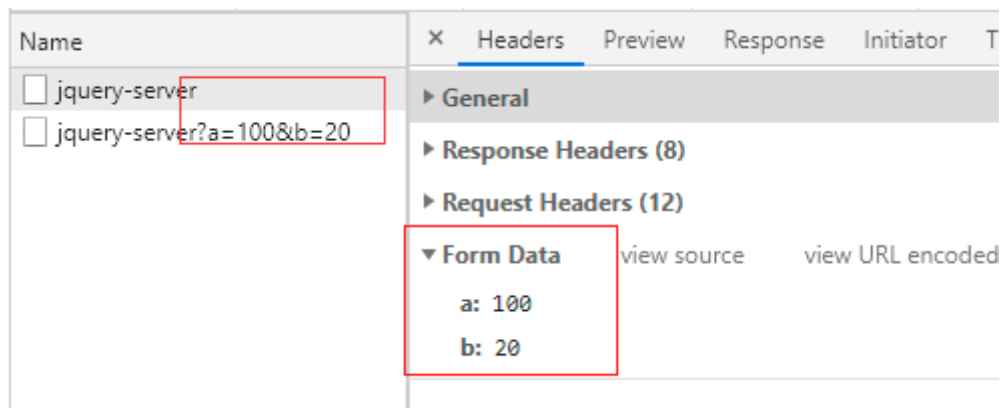 Name
jquery-server
jquery-server?a=100&b=20
× Headers Preview Response Initiator T
General
Response Headers (8)
Request Headers (12)
Form Data view source view URL encoded
a: 100
b: 20